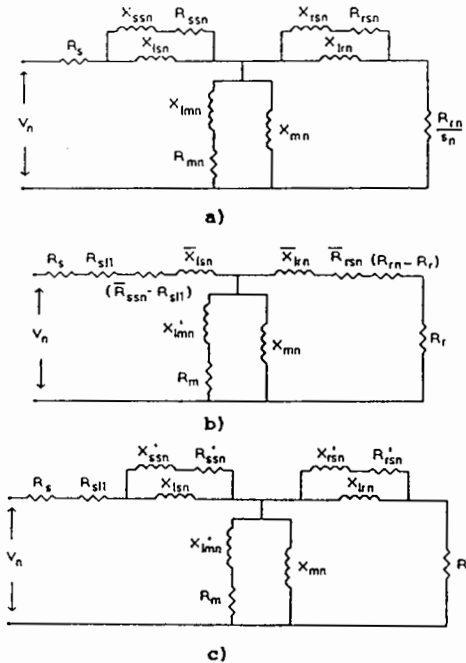 Xssn Rssn Xrsn Rrsn
Rs Xlsn Xlrn
Vn Xlmn Xmn Rrn/sn
Rmn
a)
Rs Rsl1 X̅lsn X̅lrn R̅rsn (Rrn-Rr)
(R̅ssn-Rsl1)
Vn X'lmn Xmn Rr
Rm
b)
X'ssn R'ssn X'rsn R'rsn
Rs Rsl1 Xlsn Xlrn
Vn X'lmn Xmn
Rm
c)